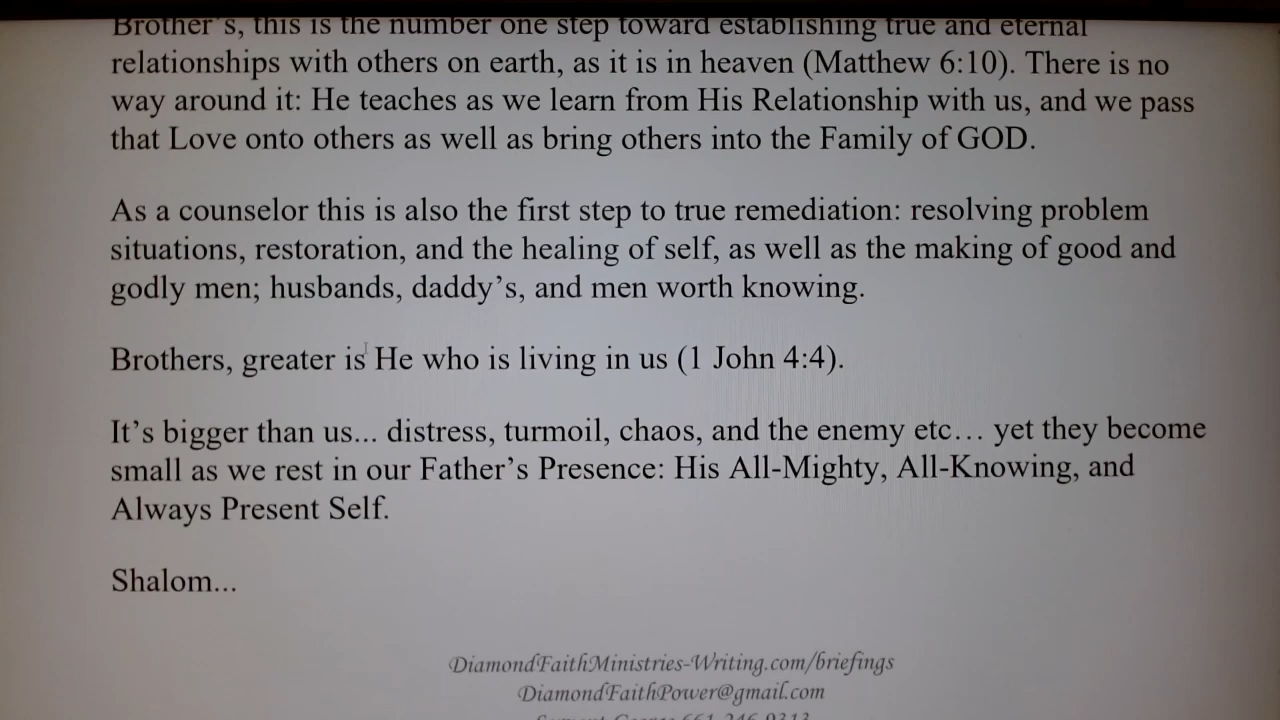 Brother's, this is the number one step toward establishing true and eternal
relationships with others on earth, as it is in heaven (Matthew 6:10). There is no
way around it: He teaches as we learn from His Relationship with us, and we pass
that Love onto others as well as bring others into the Family of GOD.
As a counselor this is also the first step to true remediation: resolving problem
situations, restoration, and the healing of self, as well as the making of good and
godly men; husbands, daddy's, and men worth knowing.
Brothers, greater is He who is living in us (1 John 4:4).
It's bigger than us... distress, turmoil, chaos, and the enemy etc… yet they become
small as we rest in our Father's Presence: His All-Mighty, All-Knowing, and
Always Present Self.
Shalom...
DiamondFaithMinistries-Writing.com/briefings
DiamondFaithPower@gmail.com